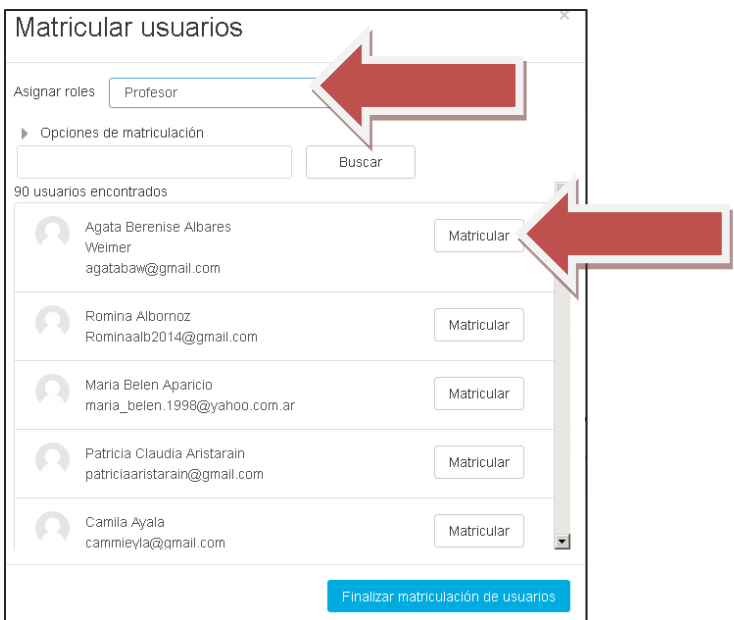 Matricular usuarios
×
Asignar roles Profesor
Opciones de matriculación
Buscar
90 usuarios encontrados
Agata Berenise Albares
Weimer
agatabaw@gmail.com
Matricular
Romina Albornoz
Rominaalb2014@gmail.com
Matricular
Maria Belen Aparicio
maria_belen.1998@yahoo.com.ar
Matricular
Patricia Claudia Aristarain
patriciaaristarain@gmail.com
Matricular
Camila Ayala
cammieyla@gmail.com
Matricular
Finalizar matriculación de usuarios